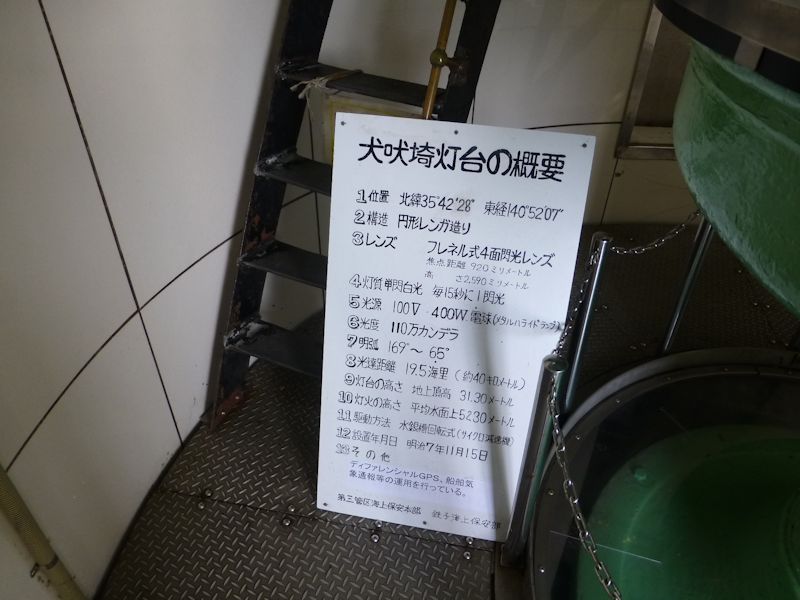 犬吠埼灯台の概要
1 位置 北緯35°42'28" 東経140°52'07"
2 構造 円形レンガ造り
3 レンズ フレネル式4面閃光レンズ
焦点距離 920ミリメートル
高 さ2,590ミリメートル
4 灯質 単閃白光 毎15秒に1閃光
5 光源 100V 400W 電球(メタルハライドランプ)
6 光度 110万カンデラ
7 明弧 169°～65°
8 光達距離 19.5海里 (約40キロメートル)
9 灯台の高さ 地上頂高 31.30メートル
10 灯火の高さ 平均水面上52.30メートル
11 駆動方法 水銀槽回転式(サイクロ減速機)
12 設置年月日 明治7年11月15日
13 その他
ディファレンシャルGPS、船舶気
象通報等の運用を行っている。
第三管区海上保安本部 銚子海上保安部